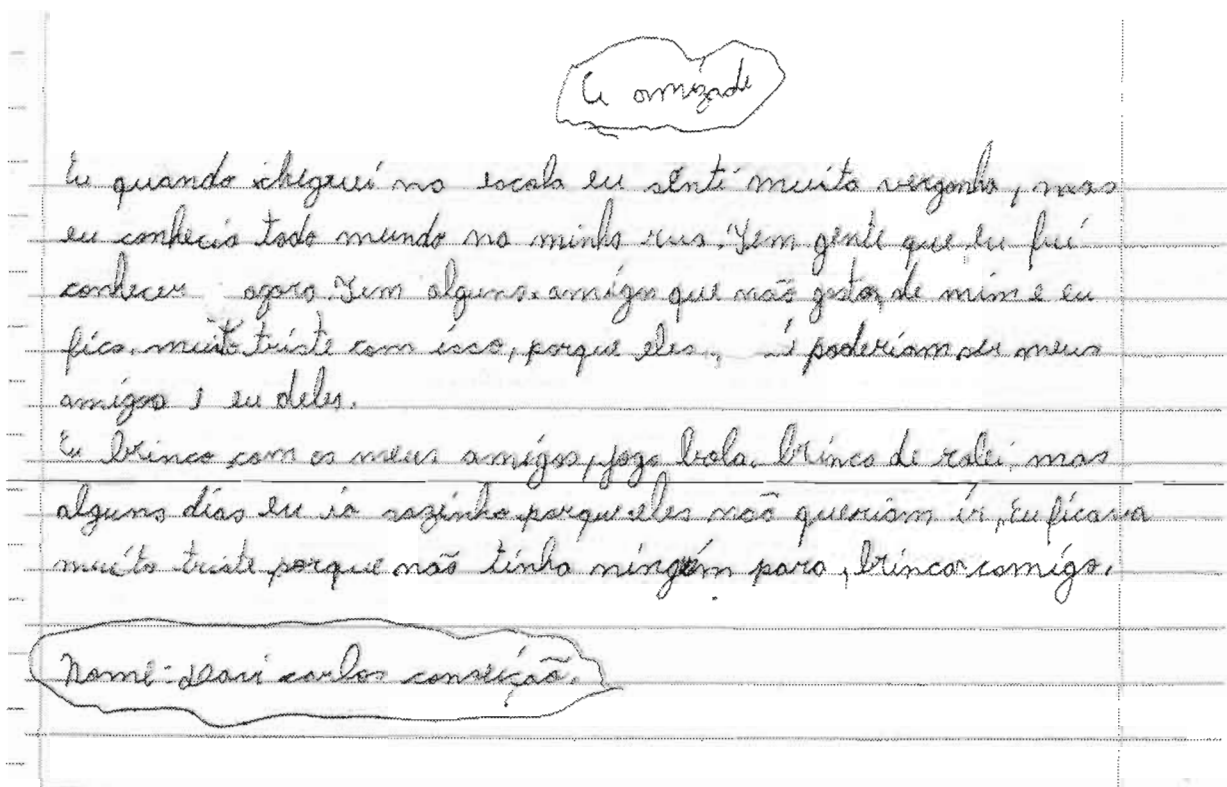 A amizade
Eu quando cheguei na escola eu senti muita vergonha, mas
eu conhecia todo mundo na minha rua. Tem gente que eu fui
conhecer agora. Tem alguns amigos que não gosta de mim e eu
fico muito triste com isco, porque eles poderiam ser meus
amigos e eu deles.
Eu brinco com os meus amigos, jogo bola, brinco de
mas
alguns dias eu ia sozinho porque eles não queriam ir, Eu ficava
muito triste porque não tinha ningém para, brincar comigo.
Nome: Davi carlos conseição.